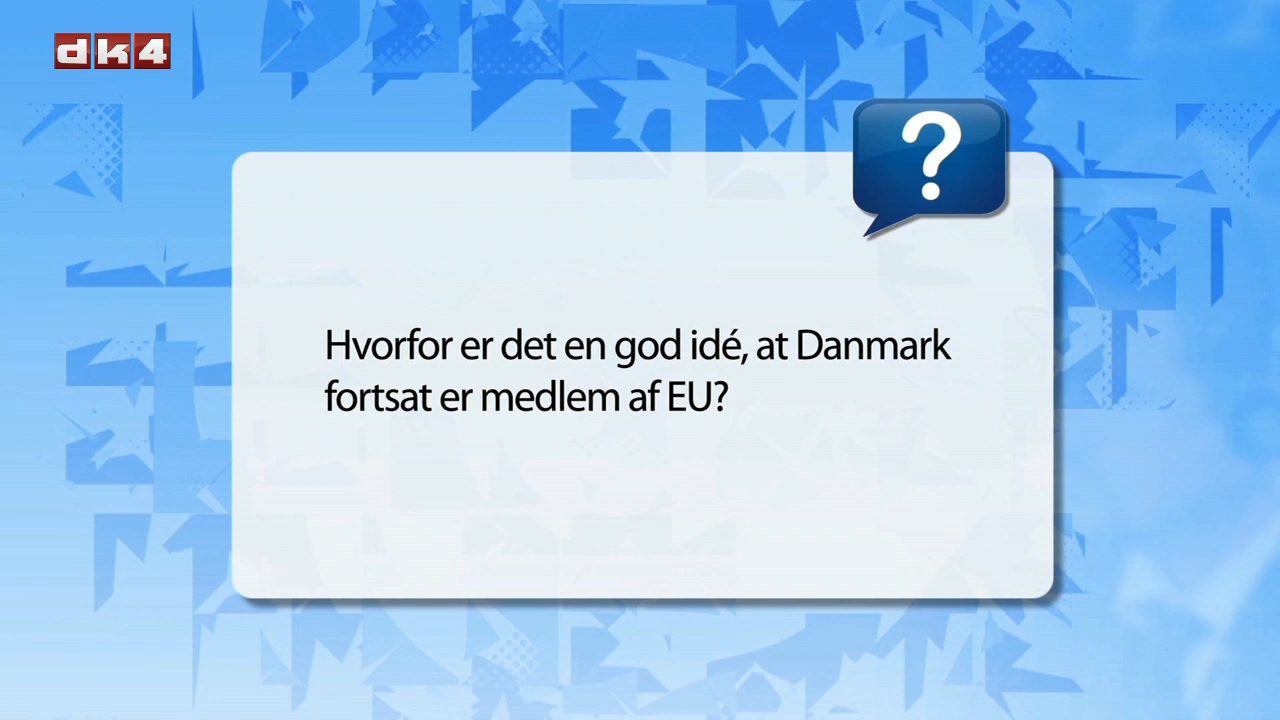 dk4
Hvorfor er det en god idé, at Danmark
fortsat er medlem af EU?